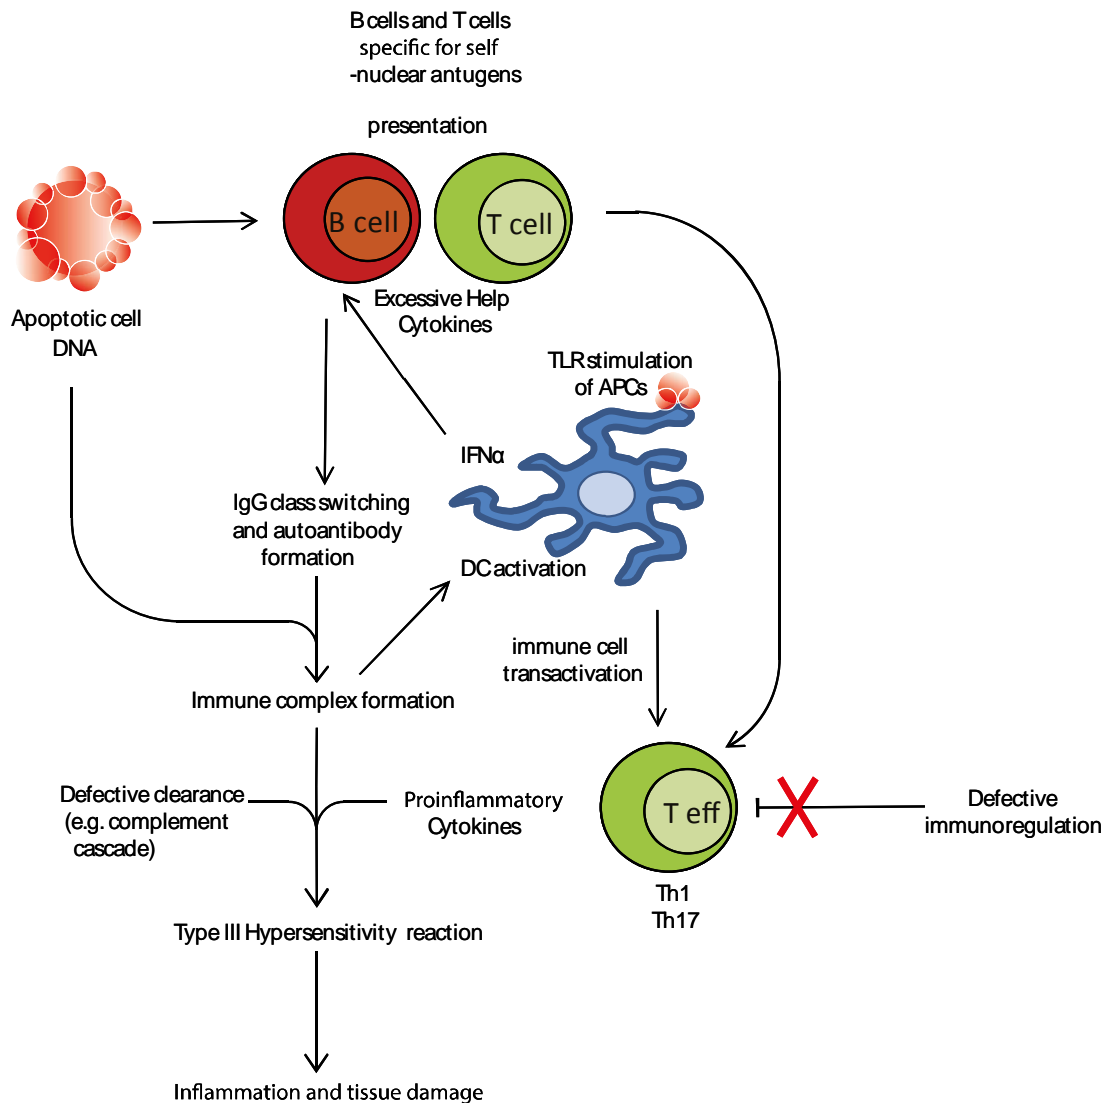 B cells and T cells
specific for self
-nuclear antugens
presentation
B cell
T cell
Excessive Help
Cytokines
Apoptotic cell
DNA
TLR stimulation
of APCs
IFNα
IgG class switching
and autoantibody
formation
DC activation
immune cell
transactivation
Immune complex formation
Defective clearance
(e.g. complement
cascade)
Proinflammatory
Cytokines
T eff
Defective
immunoregulation
Th1
Th17
Type III Hypersensitivity reaction
Inflammation and tissue damage